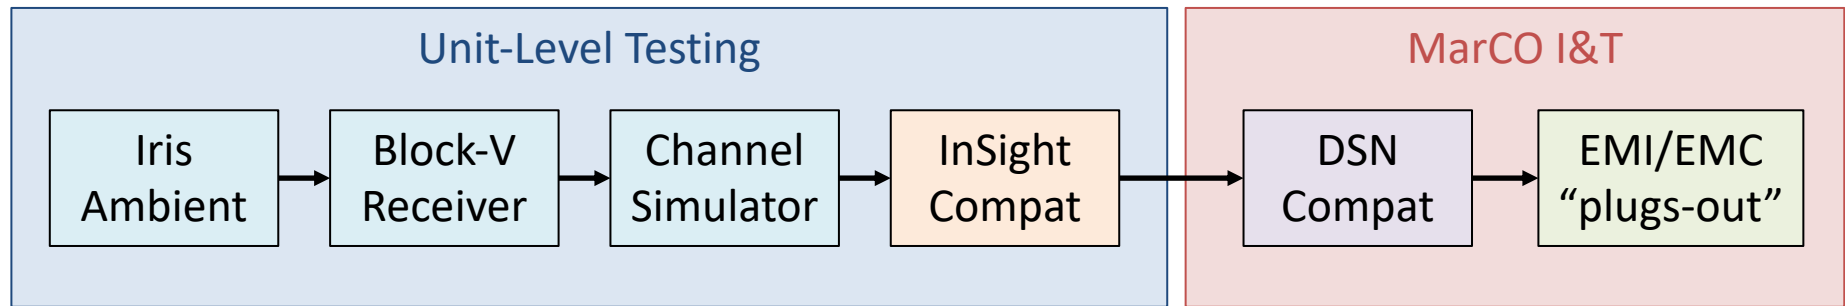 Unit-Level Testing
MarCO I&T
Iris
Ambient
Block-V
Receiver
Channel
Simulator
InSight
Compat
DSN
Compat
EMI/EMC
“plugs-out”